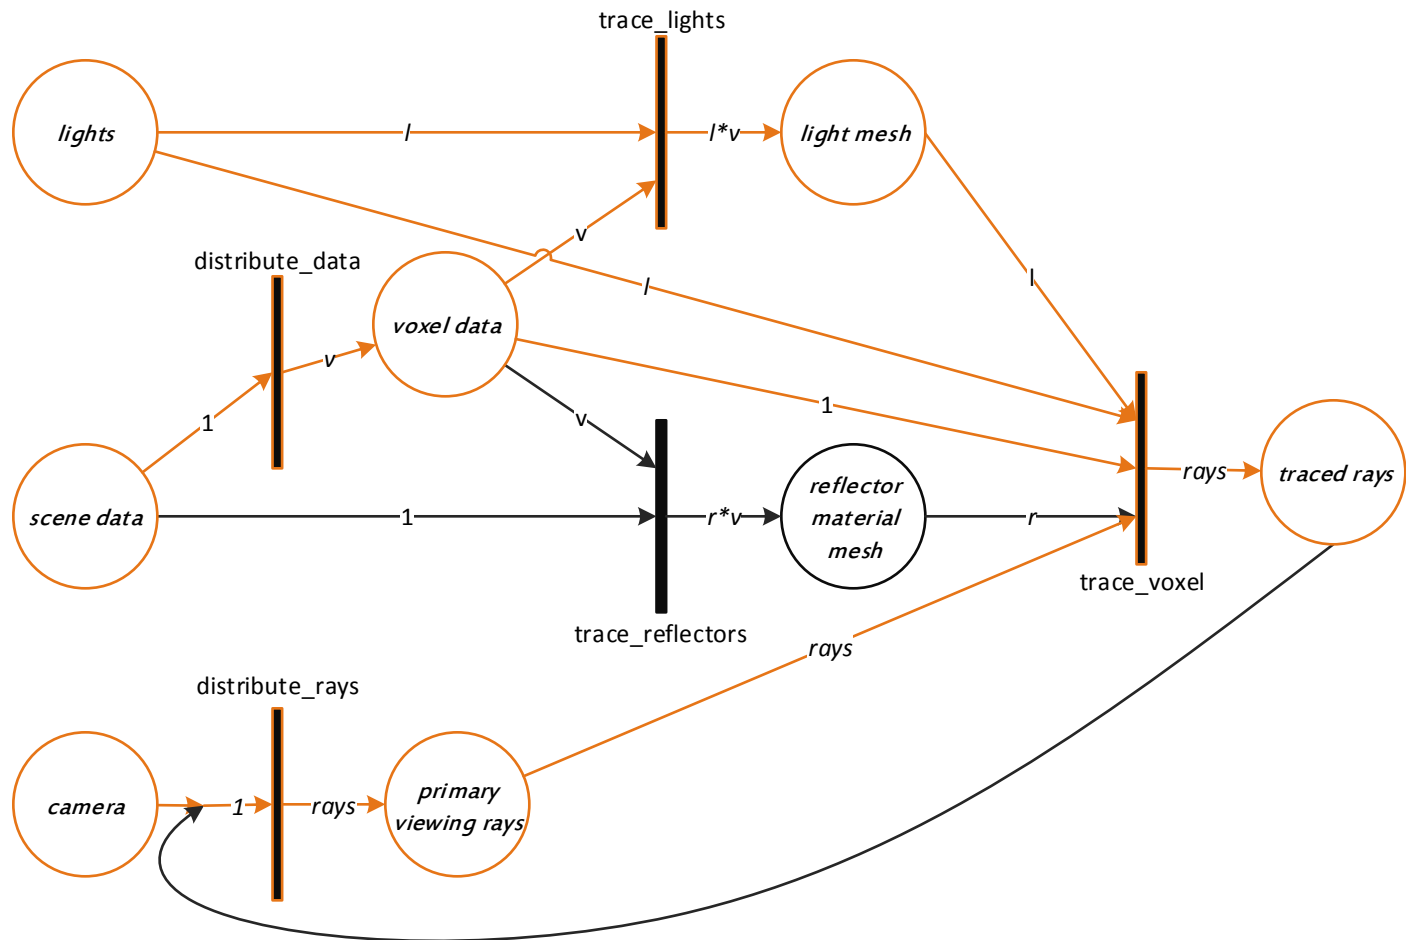 trace_lights
lights
l
l*v
light mesh
v
distribute_data
l
l
voxel data
v
1
1
v
scene data
1
r*v
reflector
material
mesh
r
rays
traced rays
trace_voxel
trace_reflectors
rays
distribute_rays
camera
1
rays
primary
viewing rays